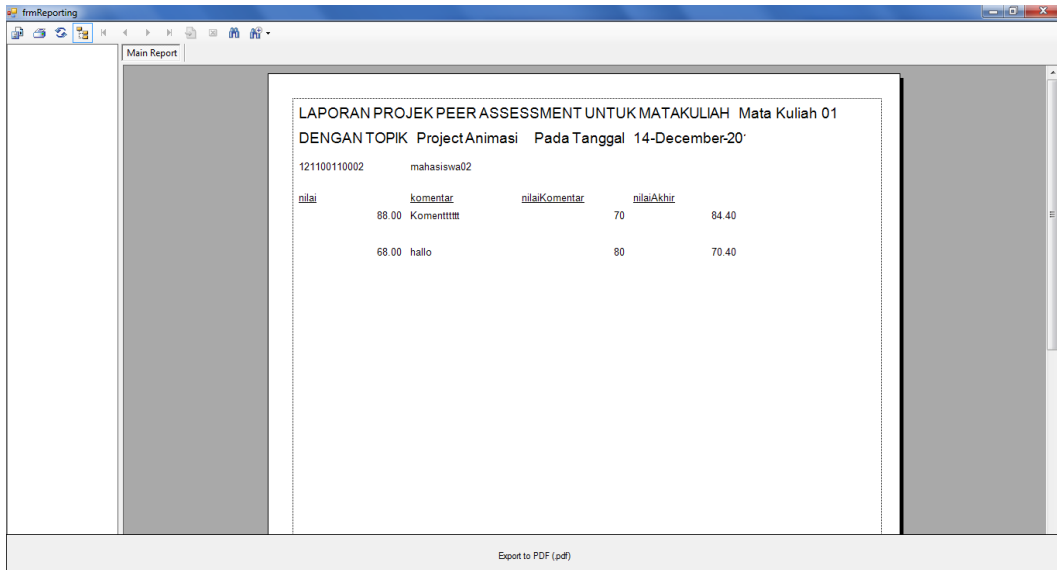 frmReporting
Main Report
LAPORAN PROJEK PEER ASSESSMENT UNTUK MATAKULIAH Mata Kuliah 01
DENGAN TOPIK Project Animasi Pada Tanggal 14-December-20
121100110002 mahasiswa02
nilai komentar nilaiKomentar nilaiAkhir
88.00 Komentttttt 70 84.40
68.00 hallo 80 70.40
Export to PDF (.pdf)